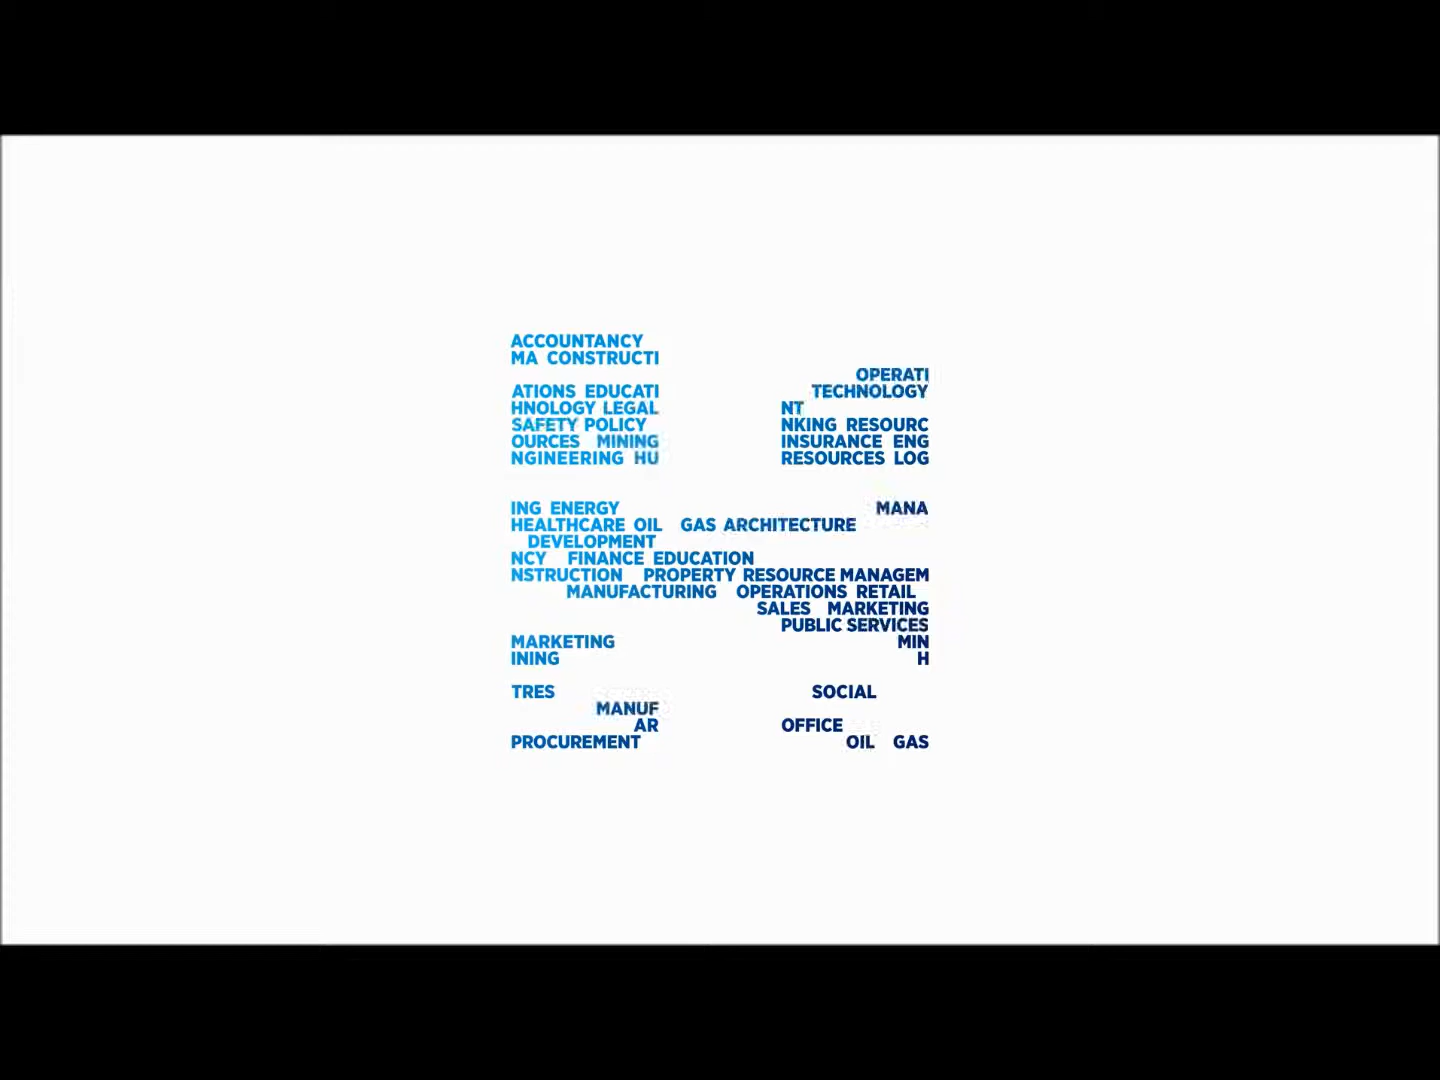 ACCOUNTANCY
MA CONSTRUCTI
OPERATI
ATIONS EDUCATI TECHNOLOGY
HNOLOGY LEGAL NT
SAFETY POLICY NKING RESOURC
OURCES MINING INSURANCE ENG
NGINEERING HU RESOURCES LOG
ING ENERGY MANA
HEALTHCARE OIL GAS ARCHITECTURE
DEVELOPMENT
NCY FINANCE EDUCATION
NSTRUCTION PROPERTY RESOURCE MANAGEM
MANUFACTURING OPERATIONS RETAIL
SALES MARKETING
PUBLIC SERVICES
MARKETING MIN
INING H
TRES SOCIAL
MANUF
AR OFFICE
PROCUREMENT OIL GAS